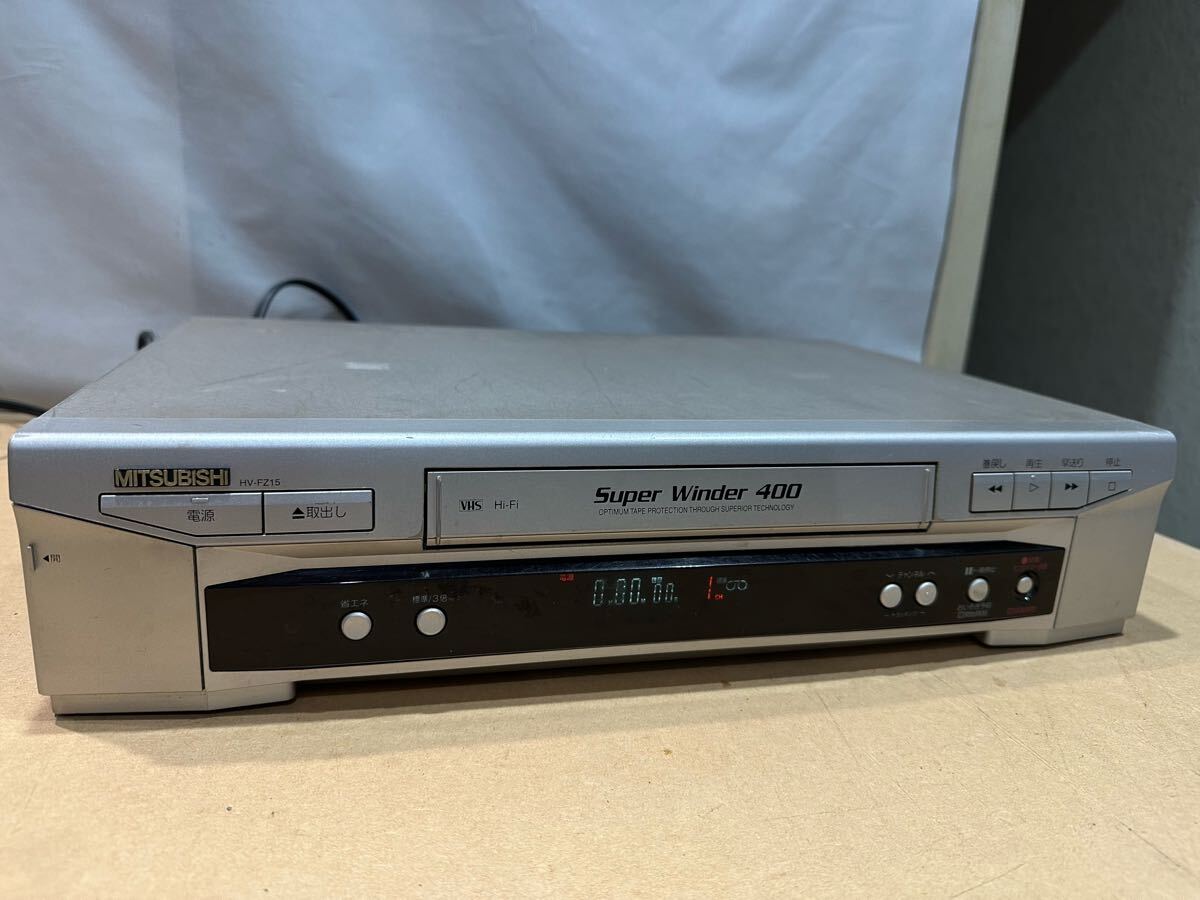 MITSUBISHI HV-FZ15
電源
▲取出し
VHS Hi-Fi
Super Winder 400
OPTIMUM TAPE PROTECTION THROUGH SUPERIOR TECHNOLOGY
巻戻し 再生 早送り 停止
◀開
省エネ
標準/3倍
電源
0:00 00
1
CH
チャンネル